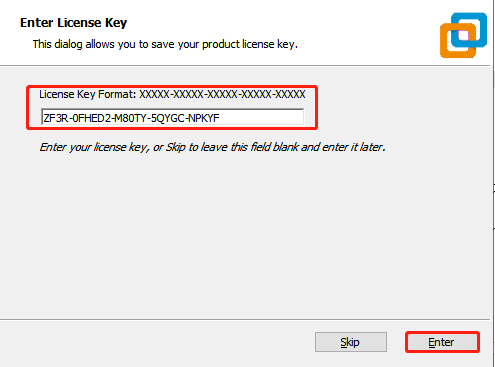 Enter License Key
This dialog allows you to save your product license key.
License Key Format: XXXXX-XXXXX-XXXXX-XXXXX-XXXXX
ZF3R-0FHED2-M80TY-5QYGC-NPKYF
Enter your license key, or Skip to leave this field blank and enter it later.
Skip
Enter